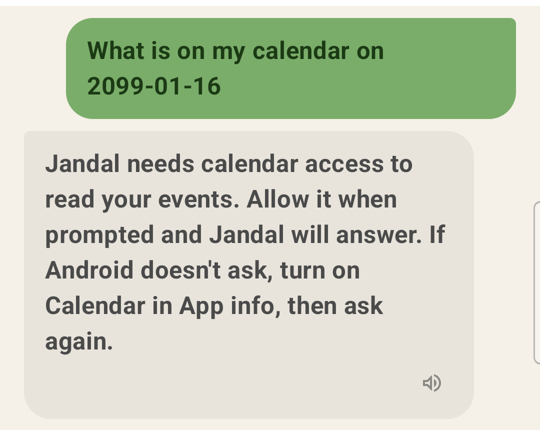 What is on my calendar on
2099-01-16
Jandal needs calendar access to
read your events. Allow it when
prompted and Jandal will answer. If
Android doesn't ask, turn on
Calendar in App info, then ask
again.